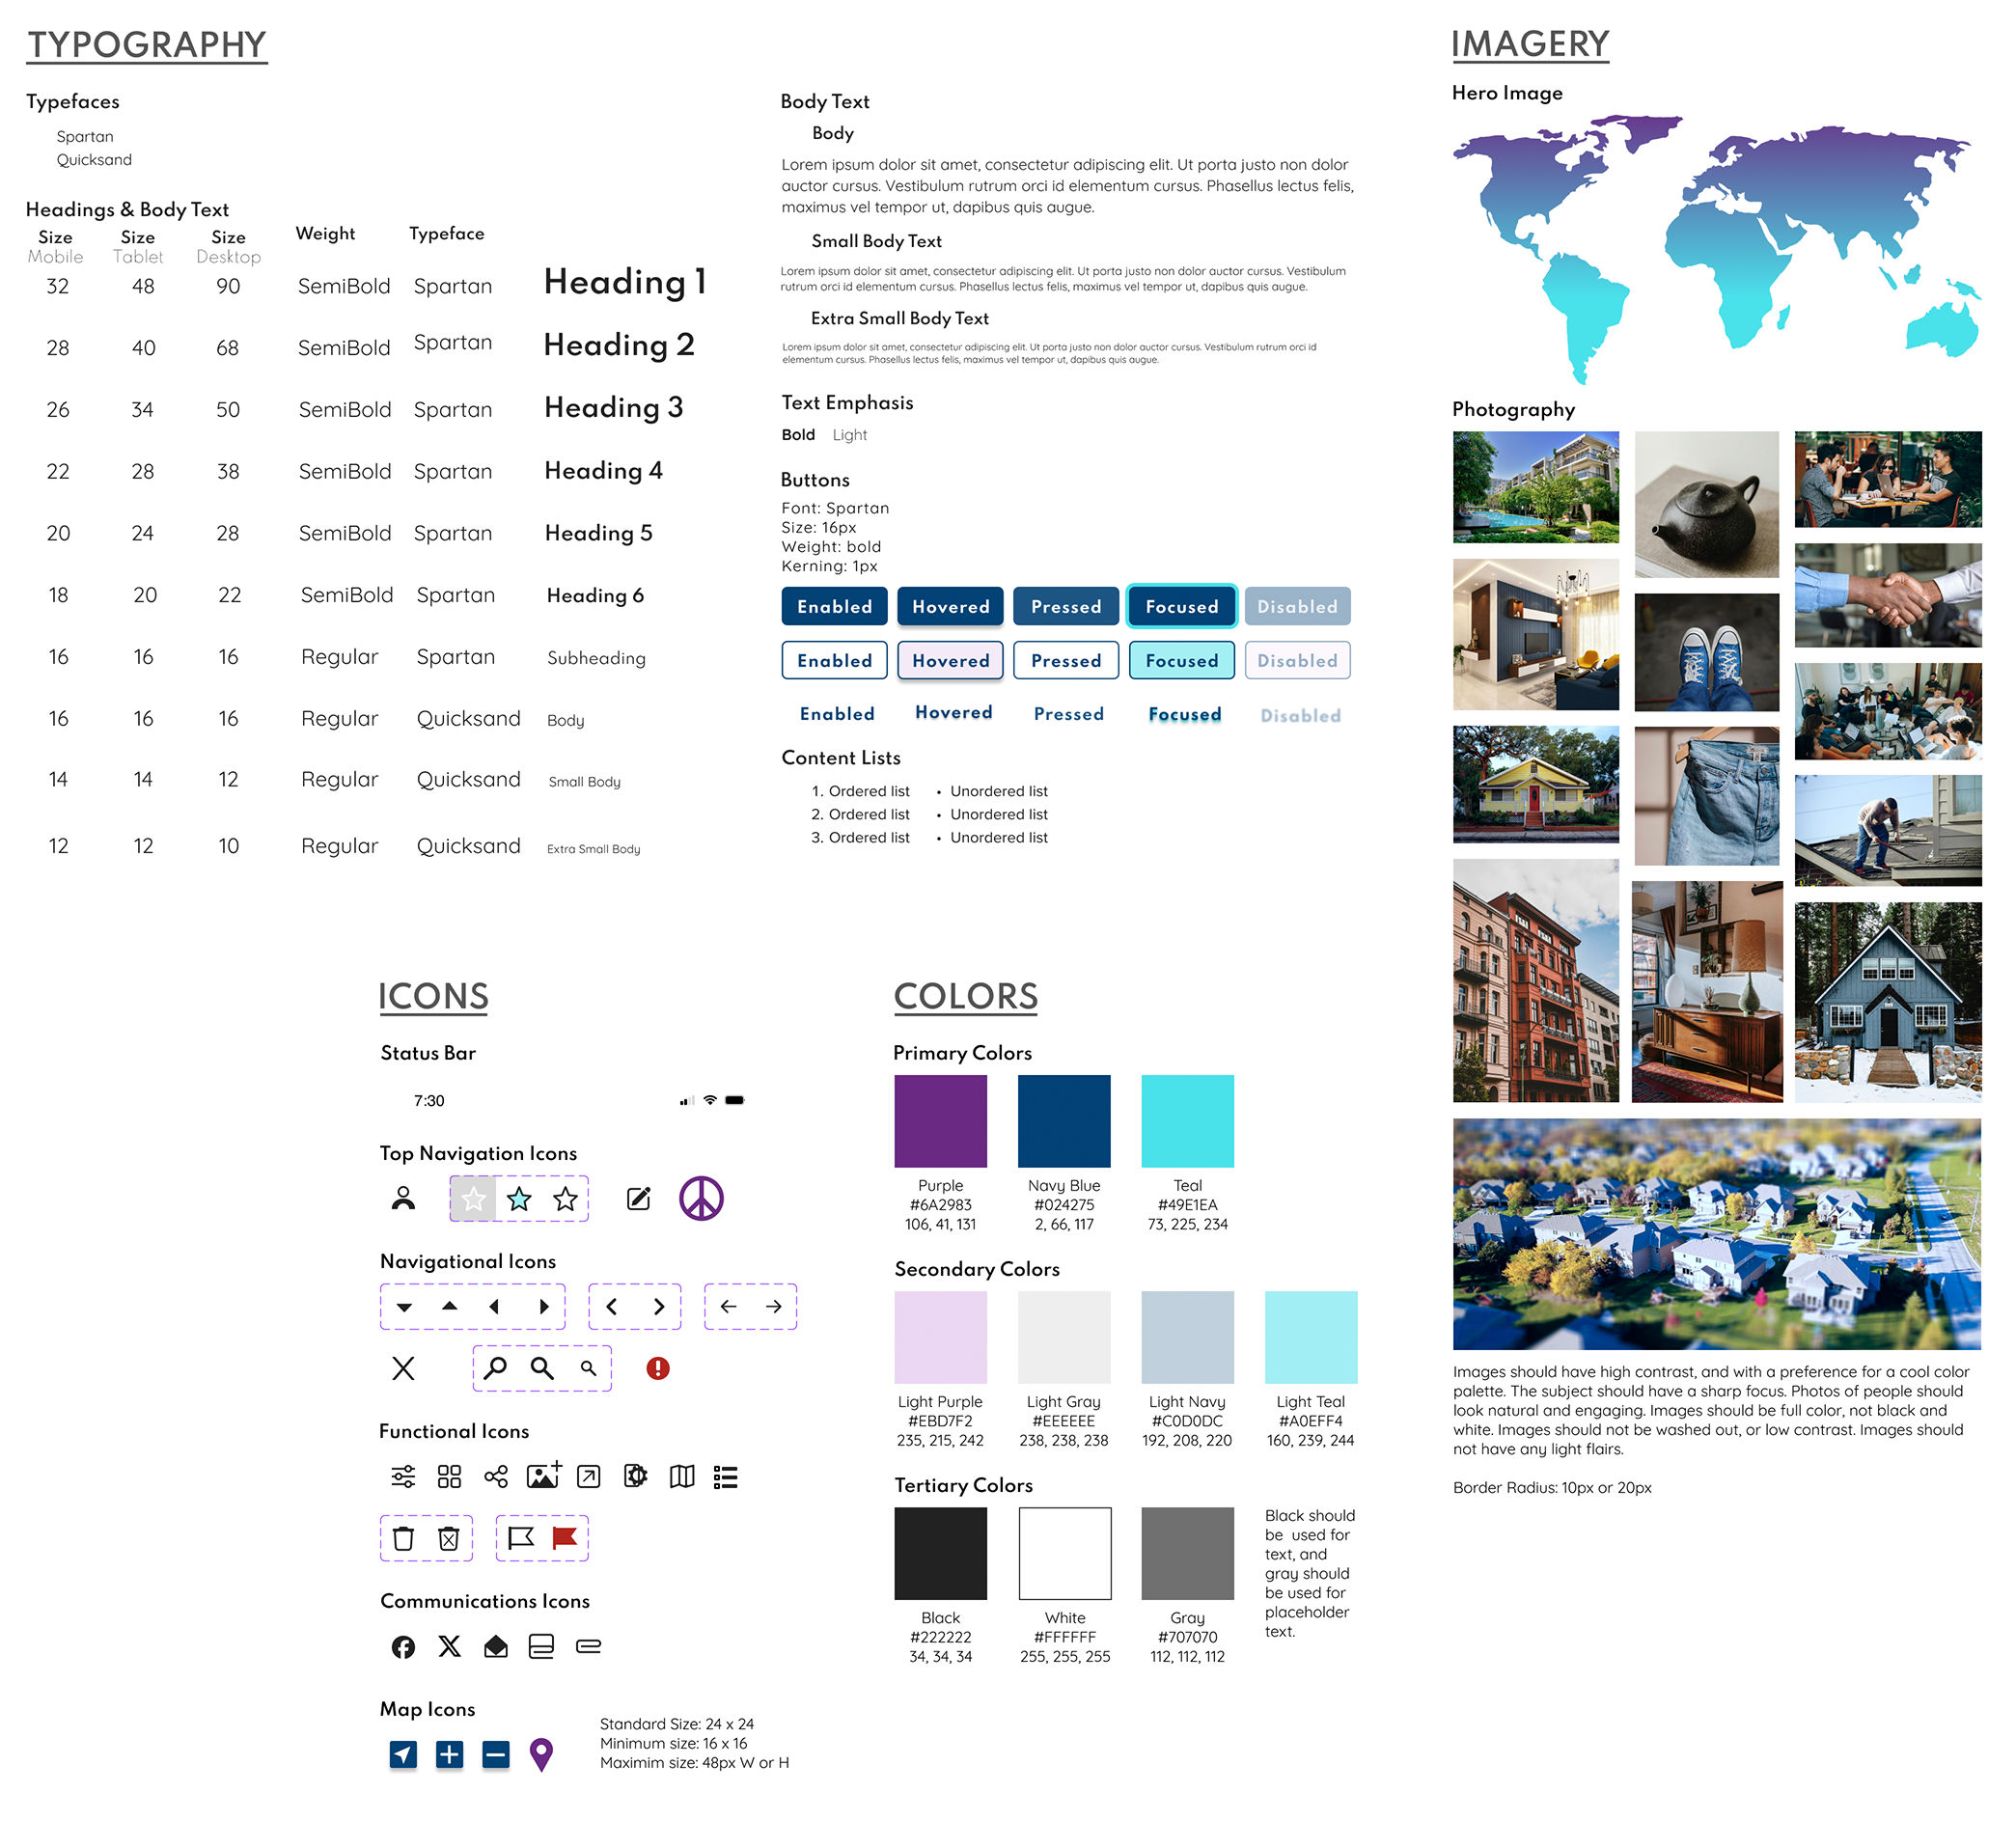 TYPOGRAPHY
Typefaces
Spartan
Quicksand
Headings & Body Text
Size Size Size Weight Typeface
Mobile Tablet Desktop
32 48 90 SemiBold Spartan Heading 1
28 40 68 SemiBold Spartan Heading 2
26 34 50 SemiBold Spartan Heading 3
22 28 38 SemiBold Spartan Heading 4
20 24 28 SemiBold Spartan Heading 5
18 20 22 SemiBold Spartan Heading 6
16 16 16 Regular Spartan Subheading
16 16 16 Regular Quicksand Body
14 14 12 Regular Quicksand Small Body
12 12 10 Regular Quicksand Extra Small Body
Body Text
Body
Lorem ipsum dolor sit amet, consectetur adipiscing elit. Ut porta justo non dolor
auctor cursus. Vestibulum rutrum orci id elementum cursus. Phasellus lectus felis,
maximus vel tempor ut, dapibus quis augue.
Small Body Text
Lorem ipsum dolor sit amet, consectetur adipiscing elit. Ut porta justo non dolor auctor cursus. Vestibulum
rutrum orci id elementum cursus. Phasellus lectus felis, maximus vel tempor ut, dapibus quis augue.
Extra Small Body Text
Lorem ipsum dolor sit amet, consectetur adipiscing elit. Ut porta justo non dolor auctor cursus. Vestibulum rutrum orci id
elementum cursus. Phasellus lectus felis, maximus vel tempor ut, dapibus quis augue.
Text Emphasis
Bold Light
Buttons
Font: Spartan
Size: 16px
Weight: bold
Kerning: 1px
Enabled Hovered Pressed Focused Disabled
Enabled Hovered Pressed Focused Disabled
Enabled Hovered Pressed Focused Disabled
Content Lists
1. Ordered list • Unordered list
2. Ordered list • Unordered list
3. Ordered list • Unordered list
IMAGERY
Hero Image
Photography
Images should have high contrast, and with a preference for a cool color
palette. The subject should have a sharp focus. Photos of people should
look natural and engaging. Images should be full color, not black and
white. Images should not be washed out, or low contrast. Images should
not have any light flairs.
Border Radius: 10px or 20px
ICONS
Status Bar
7:30
Top Navigation Icons
Navigational Icons
Functional Icons
Communications Icons
Map Icons
Standard Size: 24 x 24
Minimum size: 16 x 16
Maximim size: 48px W or H
COLORS
Primary Colors
Purple Navy Blue Teal
#6A2983 #024275 #49E1EA
106, 41, 131 2, 66, 117 73, 225, 234
Secondary Colors
Light Purple Light Gray Light Navy Light Teal
#EBD7F2 #EEEEEE #C0D0DC #A0EFF4
235, 215, 242 238, 238, 238 192, 208, 220 160, 239, 244
Tertiary Colors
Black White Gray
#222222 #FFFFFF #707070
34, 34, 34 255, 255, 255 112, 112, 112
Black should
be used for
text, and
gray should
be used for
placeholder
text.